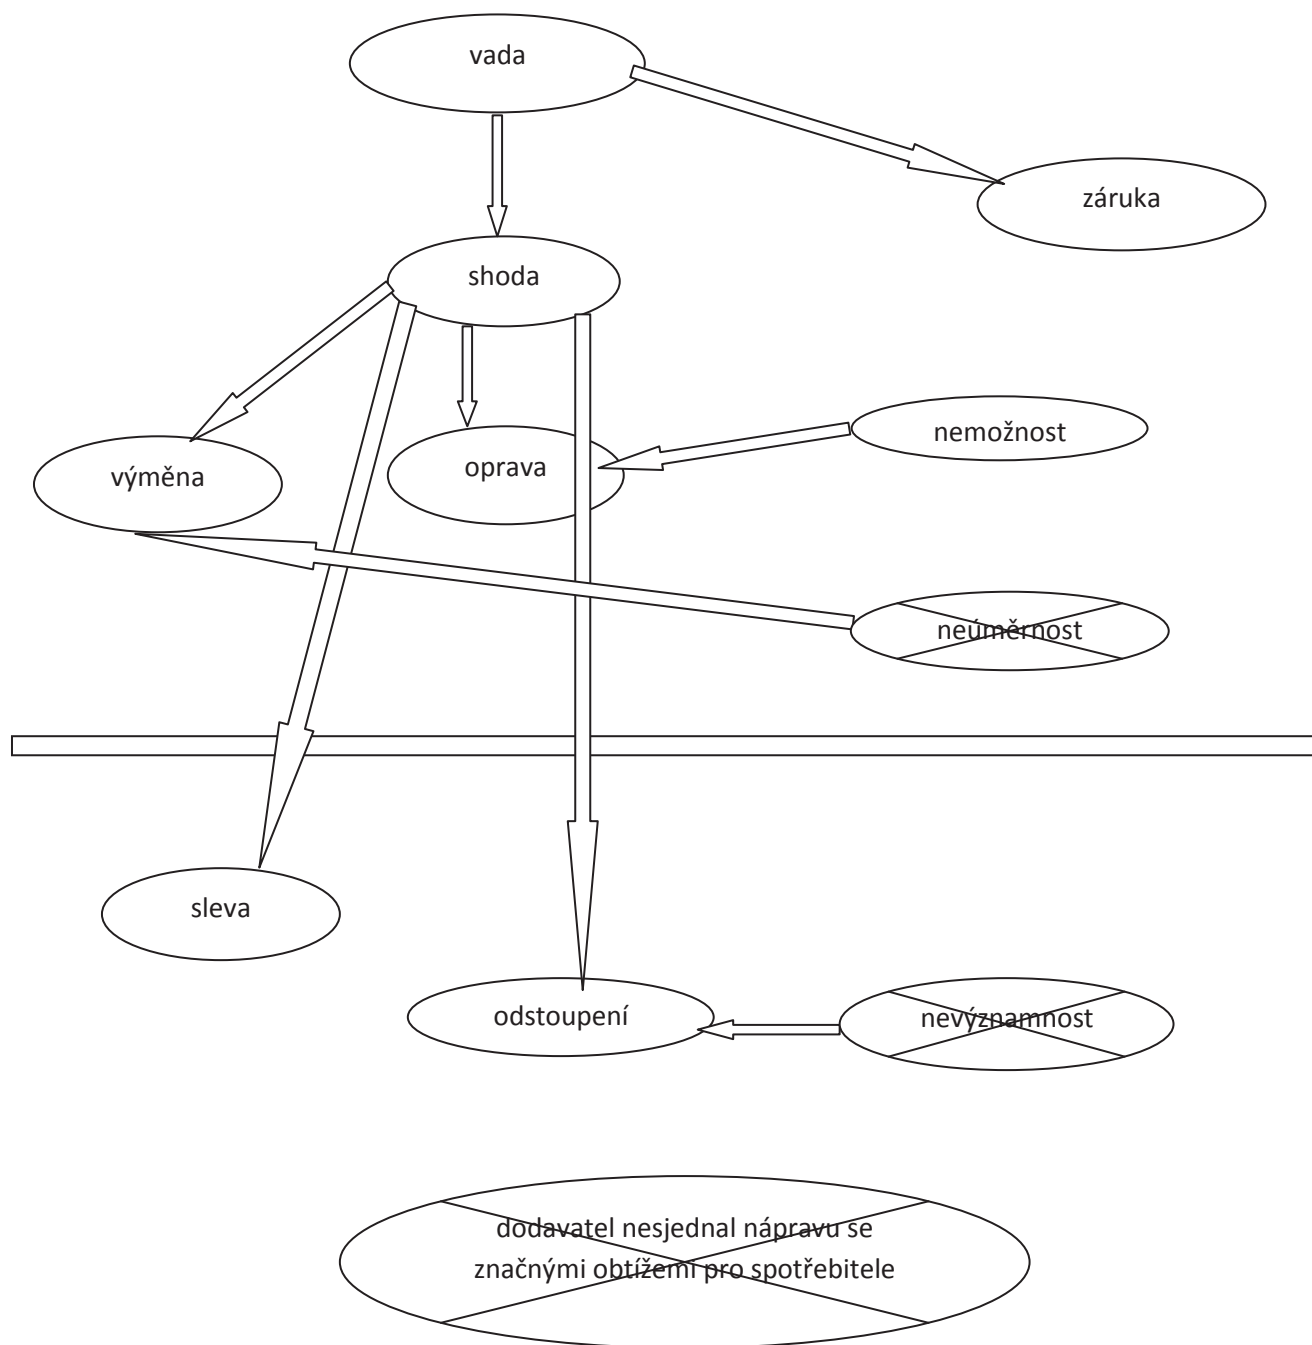 vada
záruka
shoda
nemožnost
výměna
oprava
neúměrnost
sleva
odstoupení
nevýznamnost
dodavatel nesjednal nápravu se
značnými obtížemi pro spotřebitele